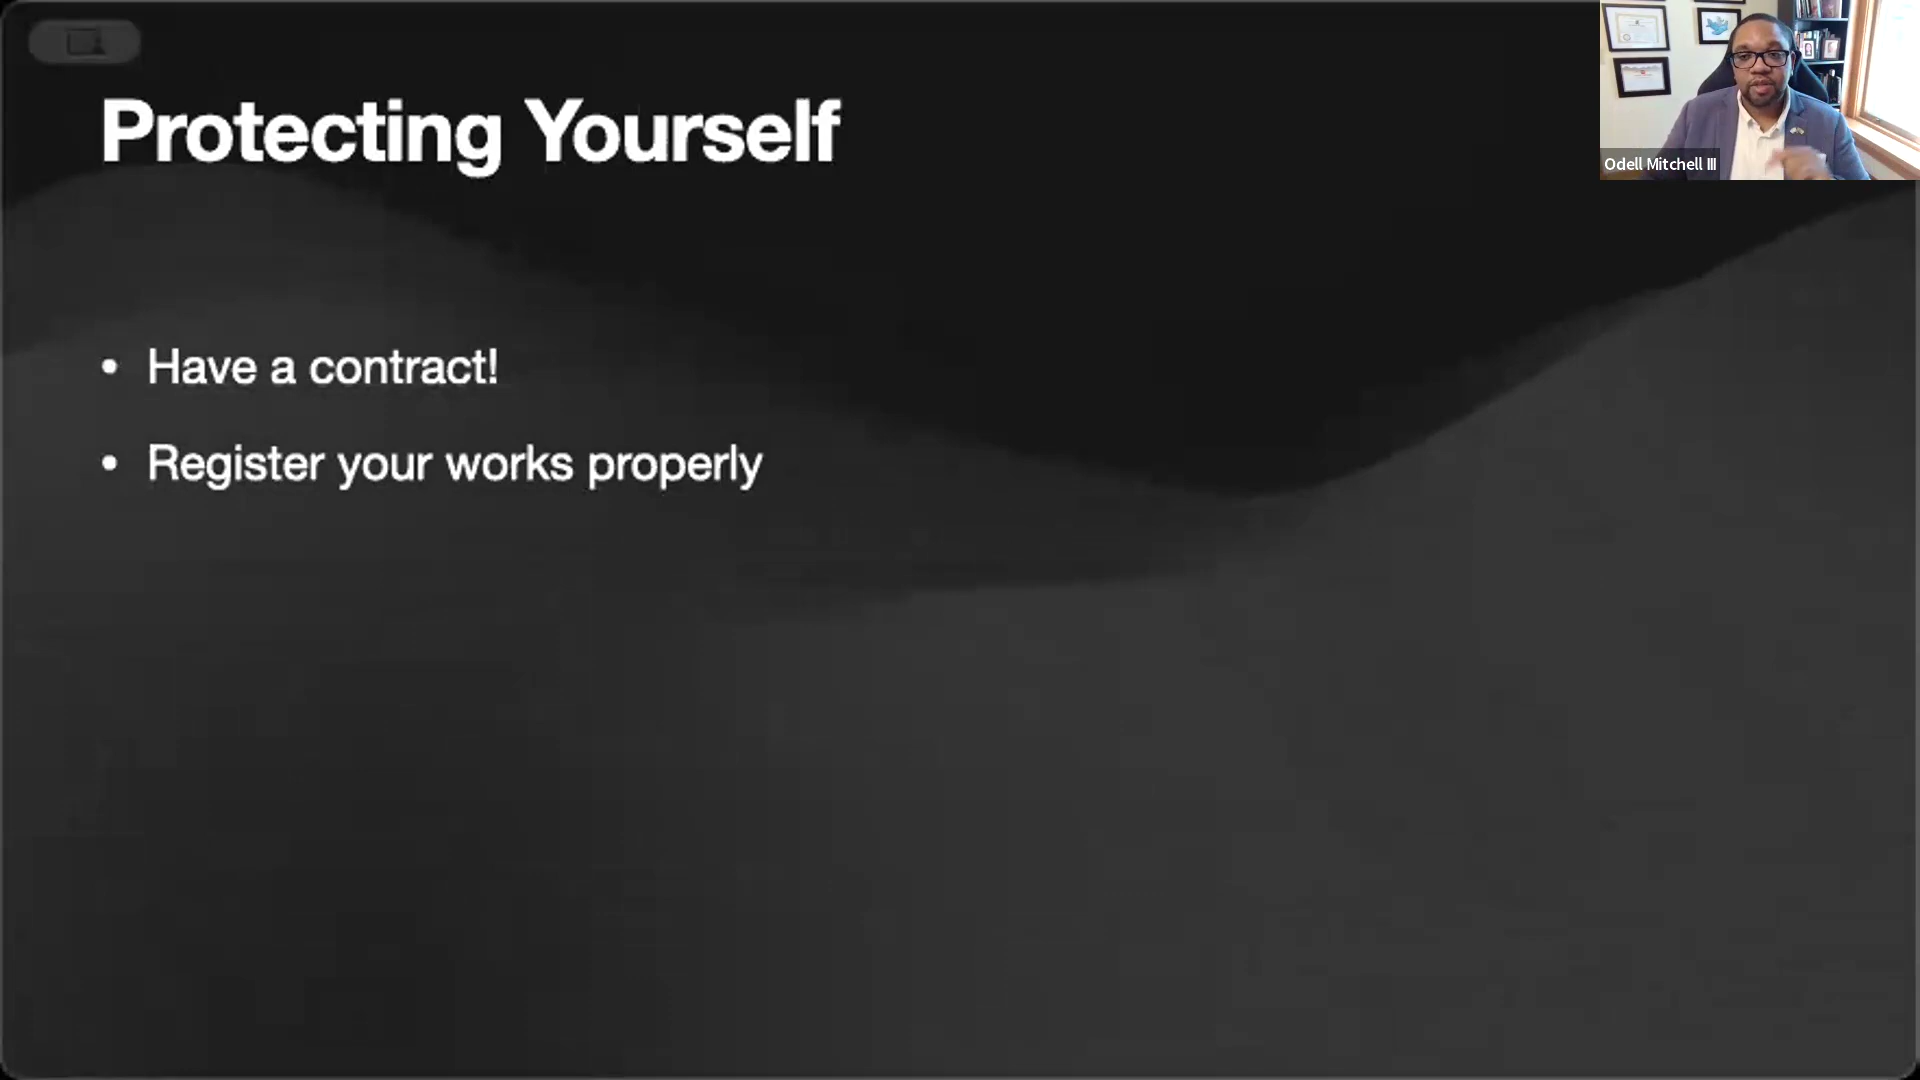 Protecting Yourself
Odell Mitchell III
• Have a contract!
• Register your works properly